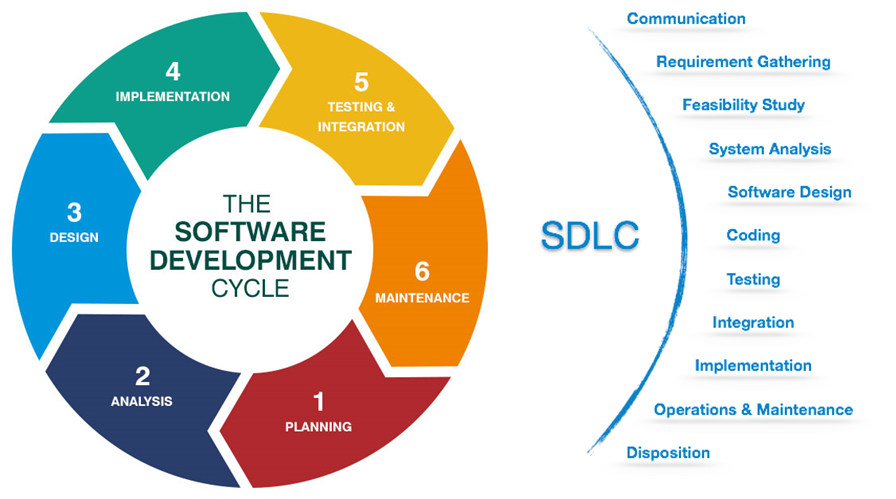 THE
SOFTWARE
DEVELOPMENT
CYCLE
1
PLANNING
2
ANALYSIS
3
DESIGN
4
IMPLEMENTATION
5
TESTING &
INTEGRATION
6
MAINTENANCE
SDLC
Communication
Requirement Gathering
Feasibility Study
System Analysis
Software Design
Coding
Testing
Integration
Implementation
Operations & Maintenance
Disposition